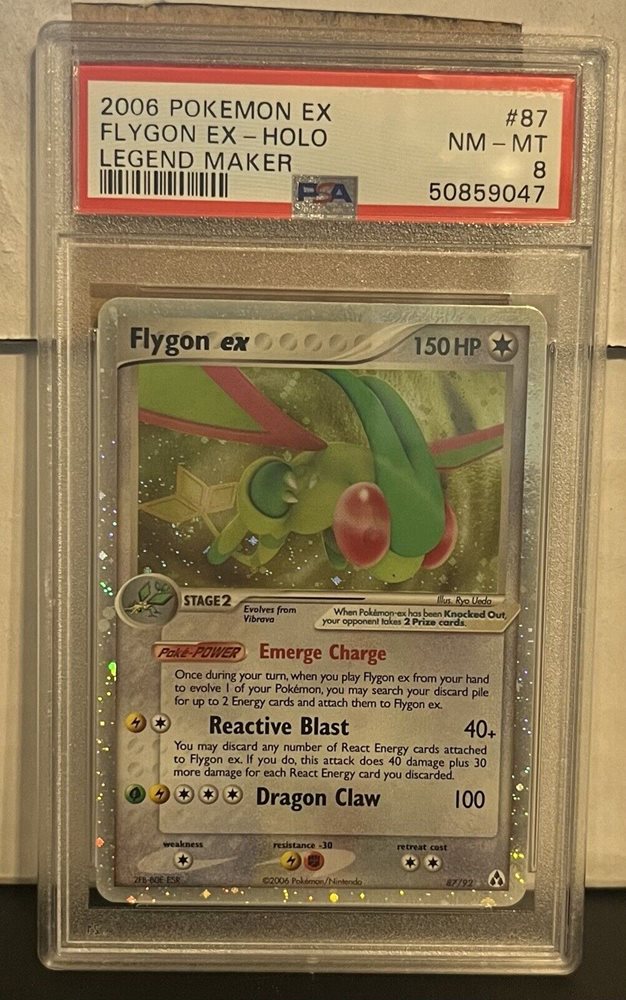 2006 POKEMON EX #87
FLYGON EX - HOLO NM - MT
LEGEND MAKER 8
PSA 50859047
Flygon ex 150 HP
Illus. Ryo Ueda
STAGE 2
Evolves from
Vibrava
When Pokémon-ex has been Knocked Out,
your opponent takes 2 Prize cards.
Poké-POWER Emerge Charge
Once during your turn, when you play Flygon ex from your hand
to evolve 1 of your Pokémon, you may search your discard pile
for up to 2 Energy cards and attach them to Flygon ex.
Reactive Blast 40+
You may discard any number of React Energy cards attached
to Flygon ex. If you do, this attack does 40 damage plus 30
more damage for each React Energy card you discarded.
Dragon Claw 100
weakness resistance -30 retreat cost
©2006 Pokémon/Nintendo 87/92